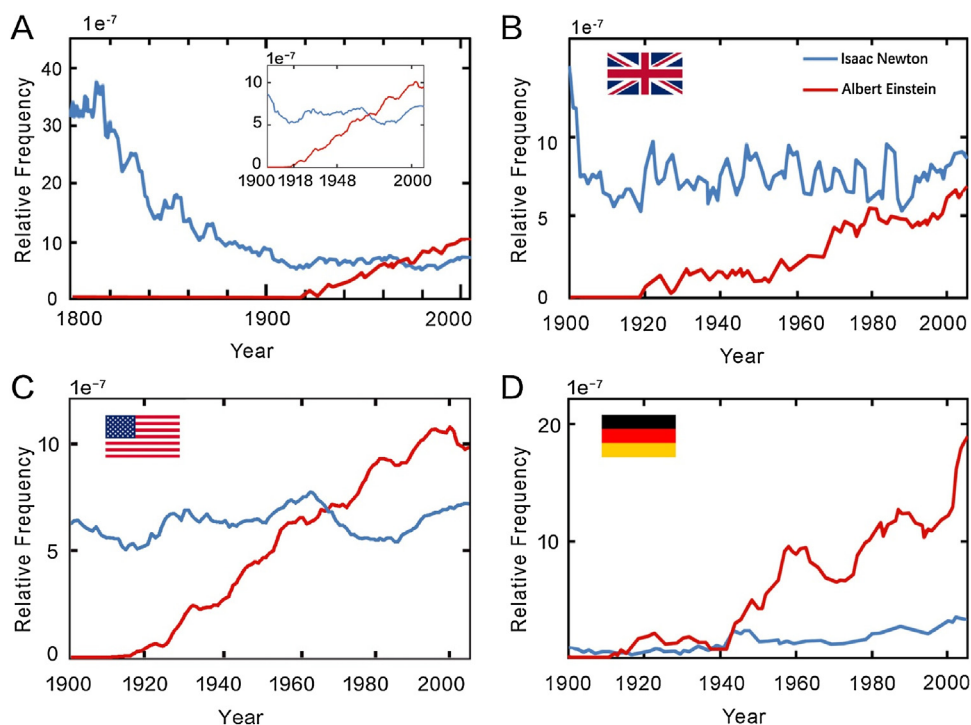 A
1e⁻⁷
Relative Frequency
40
30
20
10
0
1800
1900
2000
Year
1e⁻⁷
10
5
0
1900
1918
1948
2000
B
1e⁻⁷
Isaac Newton
Albert Einstein
Relative Frequency
10
5
0
1900
1920
1940
1960
1980
2000
Year
C
1e⁻⁷
Relative Frequency
10
5
0
1900
1920
1940
1960
1980
2000
Year
D
1e⁻⁷
Relative Frequency
20
10
0
1900
1920
1940
1960
1980
2000
Year